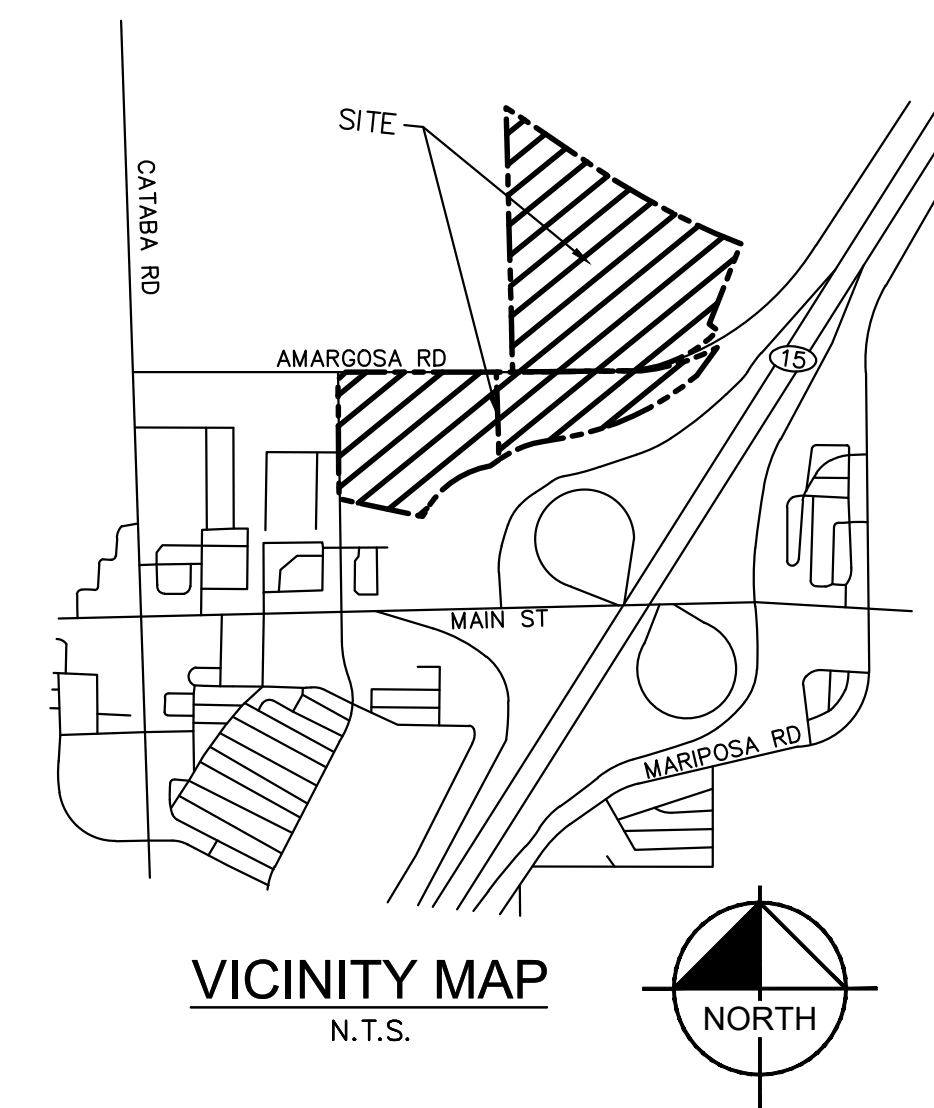 SITE
CATABA RD
AMARGOSA RD
15
MAIN ST
MARIPOSA RD
VICINITY MAP
N.T.S.
NORTH